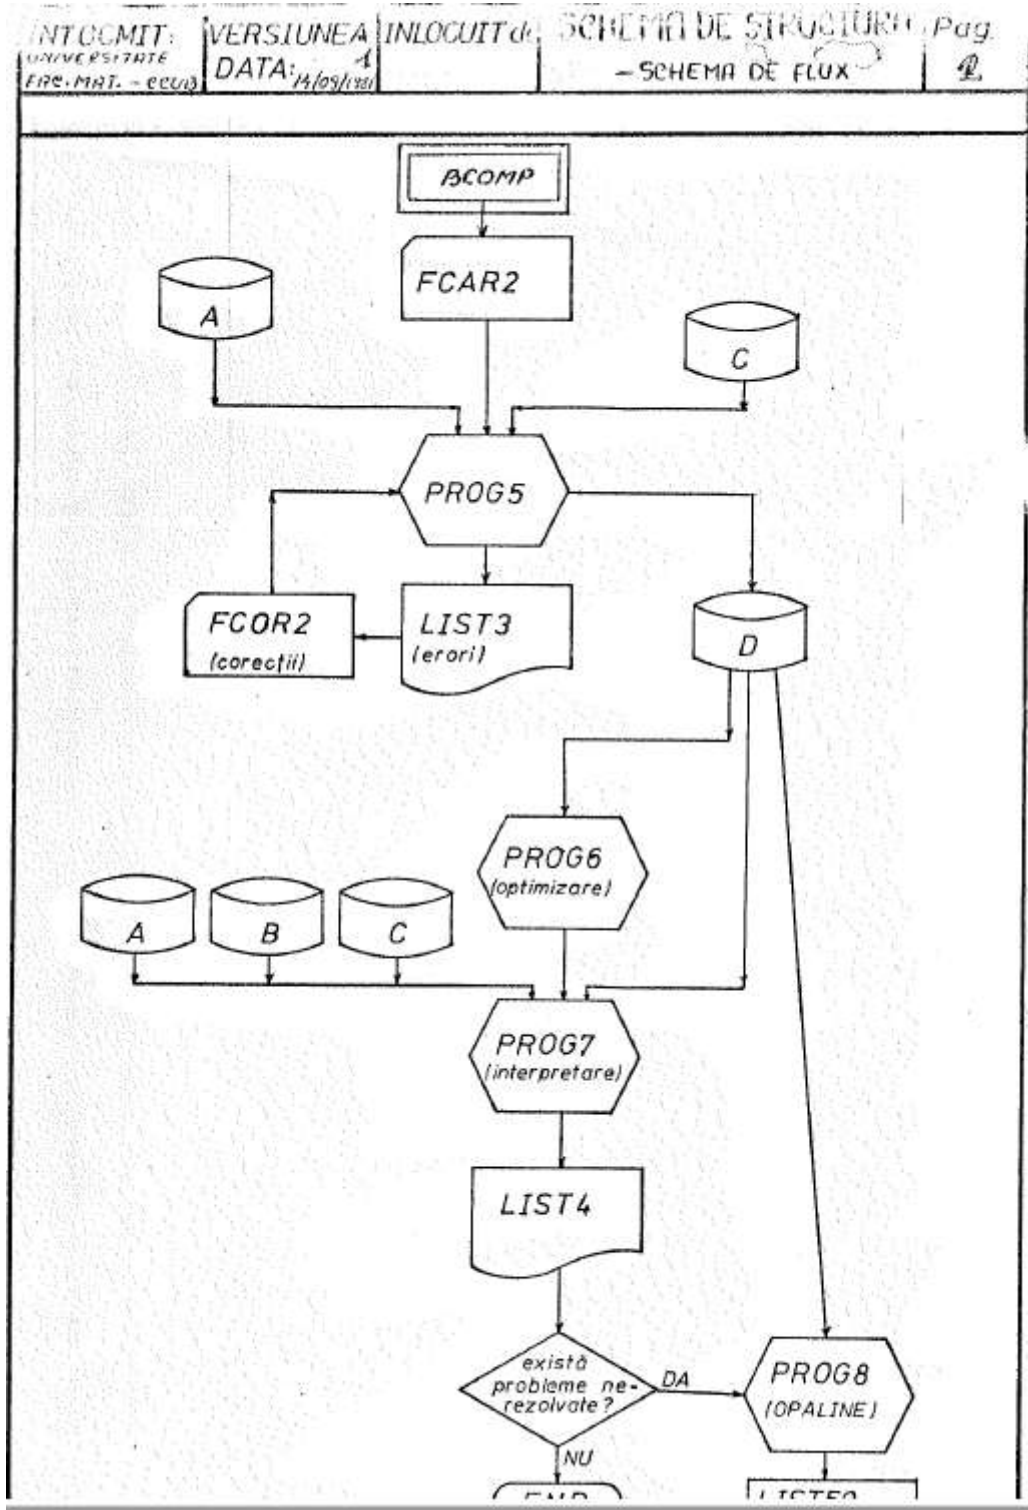 INTOCMIT:
UNIVERSITATE
FAC. MAT. - CCUB
VERSIUNEA 1
DATA: 14/09/1981
INLOCUIT de
SCHEMA DE STRUCTURA
- SCHEMA DE FLUX
Pag.
BCOMP
FCAR2
A
C
PROG5
FCOR2
(corecții)
LIST3
(erori)
D
PROG6
(optimizare)
A
B
C
PROG7
(interpretare)
LIST4
există
probleme ne-
rezolvate?
DA
PROG8
(OPALINE)
NU